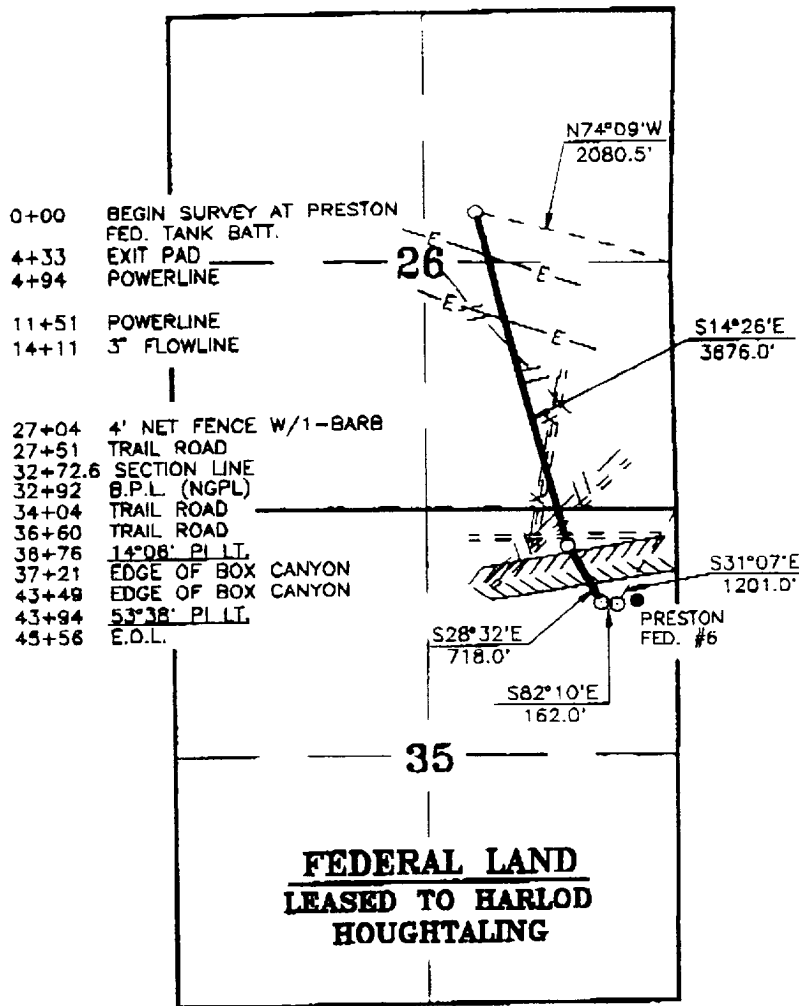 N74°09'W
2080.5'
0+00 BEGIN SURVEY AT PRESTON
FED. TANK BATT.
4+33 EXIT PAD
4+94 POWERLINE
11+51 POWERLINE
14+11 3" FLOWLINE
27+04 4' NET FENCE W/1-BARB
27+51 TRAIL ROAD
32+72.6 SECTION LINE
32+92 B.P.L. (NGPL)
34+04 TRAIL ROAD
36+60 TRAIL ROAD
38+76 14°06' PI LT.
37+21 EDGE OF BOX CANYON
43+49 EDGE OF BOX CANYON
43+94 53°38' PI LT.
45+56 E.O.L.
26
E
E
E
E
S14°26'E
3876.0'
S31°07'E
1201.0'
PRESTON
FED. #6
S28°32'E
718.0'
S82°10'E
162.0'
35
FEDERAL LAND
LEASED TO HARLOD
HOUGHTALING